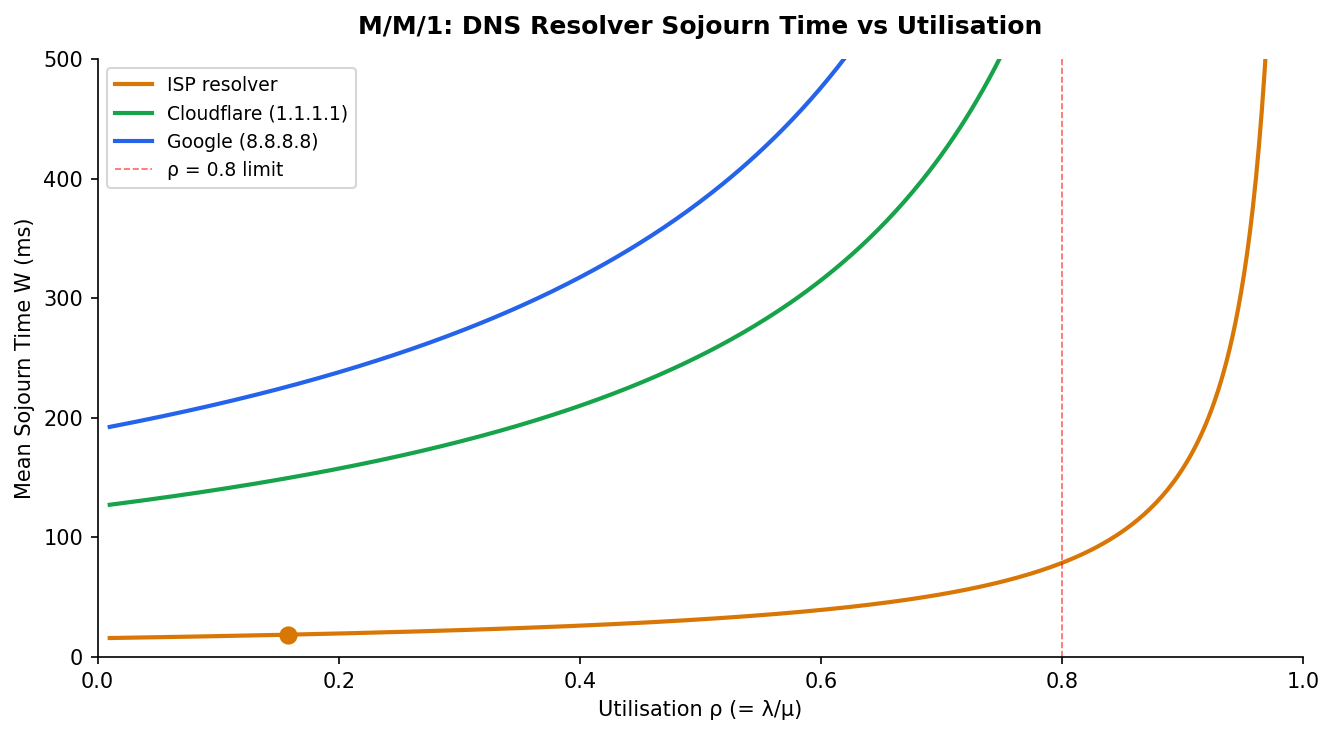 M/M/1: DNS Resolver Sojourn Time vs Utilisation
ISP resolver
Cloudflare (1.1.1.1)
Google (8.8.8.8)
ρ = 0.8 limit
Mean Sojourn Time W (ms)
500
400
300
200
100
0
0.0
0.2
0.4
0.6
0.8
1.0
Utilisation ρ (= λ/μ)